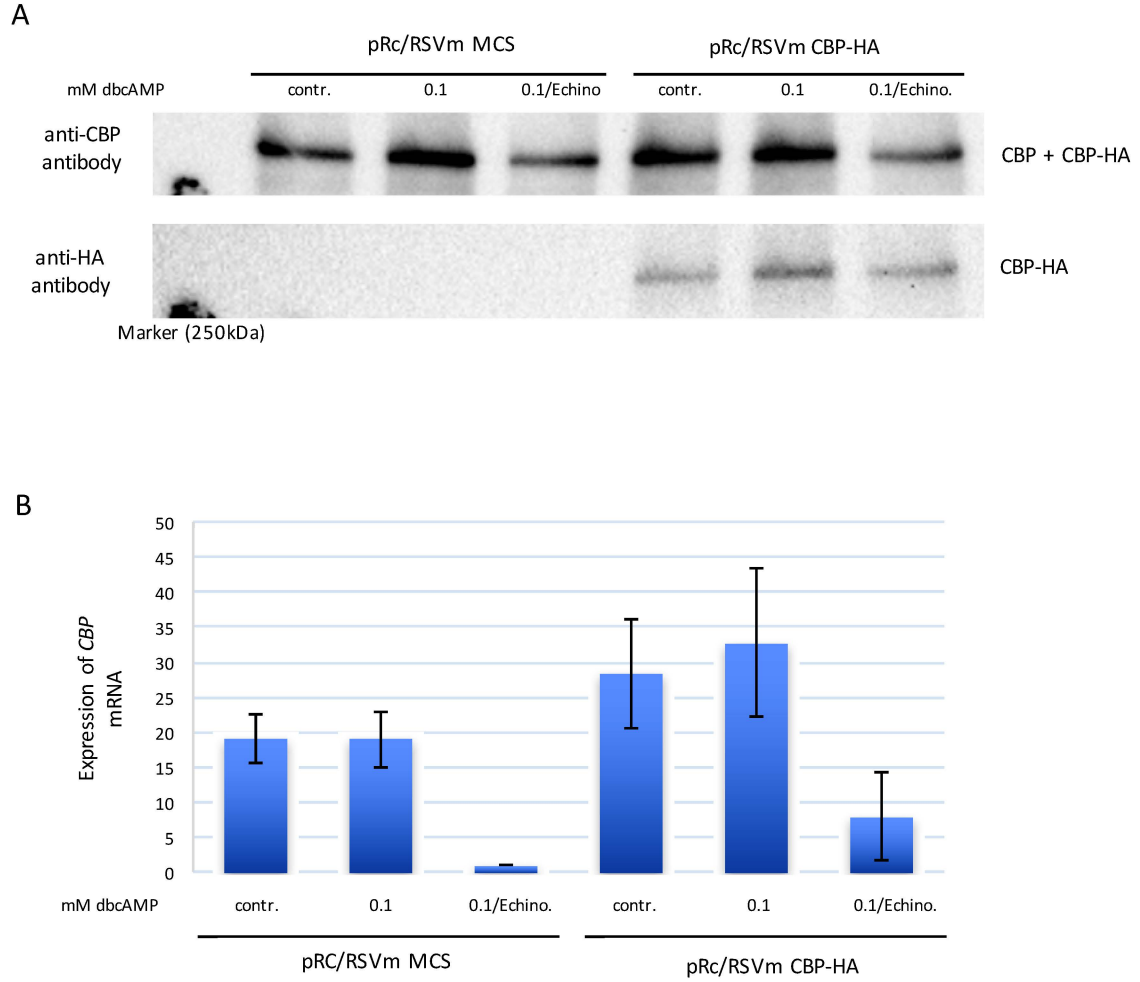 A
pRc/RSVm MCS
pRc/RSVm CBP-HA
mM dbcAMP
contr.
0.1
0.1/Echino
contr.
0.1
0.1/Echino.
anti-CBP
antibody
CBP + CBP-HA
anti-HA
antibody
CBP-HA
Marker (250kDa)
B
Expression of CBP
mRNA
50
45
40
35
30
25
20
15
10
5
0
mM dbcAMP
contr.
0.1
0.1/Echino.
contr.
0.1
0.1/Echino.
pRC/RSVm MCS
pRc/RSVm CBP-HA